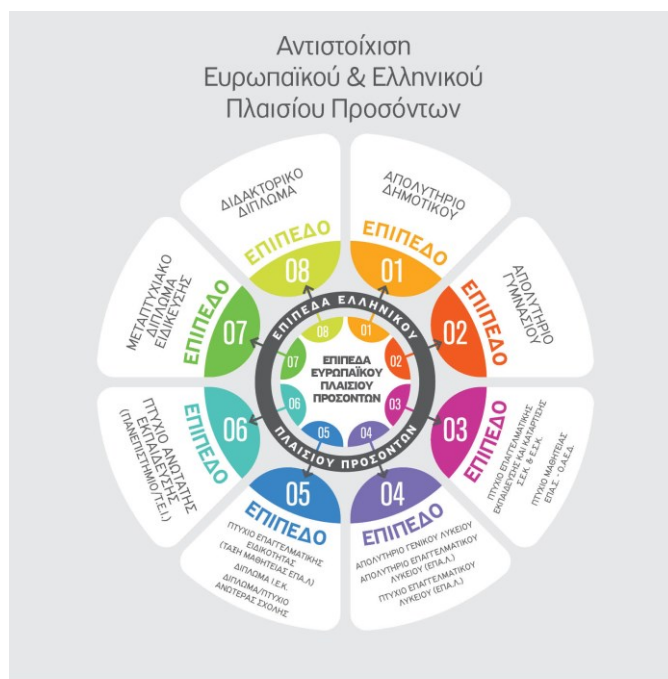 Αντιστοίχιση
Ευρωπαϊκού & Ελληνικού
Πλαισίου Προσόντων
ΕΠΙΠΕΔΑ ΕΛΛΗΝΙΚΟΥ
ΠΛΑΙΣΙΟΥ ΠΡΟΣΟΝΤΩΝ
ΕΠΙΠΕΔΑ
ΕΥΡΩΠΑΪΚΟΥ
ΠΛΑΙΣΙΟΥ
ΠΡΟΣΟΝΤΩΝ
01
02
03
04
05
06
07
08
ΑΠΟΛΥΤΗΡΙΟ
ΔΗΜΟΤΙΚΟΥ
ΕΠΙΠΕΔΟ
01
ΑΠΟΛΥΤΗΡΙΟ
ΓΥΜΝΑΣΙΟΥ
ΕΠΙΠΕΔΟ
02
ΕΠΙΠΕΔΟ
03
ΠΤΥΧΙΟ ΕΠΑΓΓΕΛΜΑΤΙΚΗΣ
ΕΚΠΑΙΔΕΥΣΗΣ ΚΑΙ ΚΑΤΑΡΤΙΣΗΣ
Σ.Ε.Κ. & Ε.Σ.Κ.
ΠΤΥΧΙΟ ΜΑΘΗΤΕΙΑΣ
ΕΠΑ.Σ. - Ο.Α.Ε.Δ.
04
ΕΠΙΠΕΔΟ
ΑΠΟΛΥΤΗΡΙΟ ΓΕΝΙΚΟΥ ΛΥΚΕΙΟΥ
ΑΠΟΛΥΤΗΡΙΟ ΕΠΑΓΓΕΛΜΑΤΙΚΟΥ
ΛΥΚΕΙΟΥ (ΕΠΑ.Λ.)
ΠΤΥΧΙΟ ΕΠΑΓΓΕΛΜΑΤΙΚΟΥ
ΛΥΚΕΙΟΥ (ΕΠΑ.Λ.)
05
ΕΠΙΠΕΔΟ
ΠΤΥΧΙΟ ΕΠΑΓΓΕΛΜΑΤΙΚΗΣ
ΕΙΔΙΚΟΤΗΤΑΣ
(ΤΑΞΗ ΜΑΘΗΤΕΙΑΣ ΕΠΑ.Λ)
ΔΙΠΛΩΜΑ Ι.Ε.Κ.
ΔΙΠΛΩΜΑ/ΠΤΥΧΙΟ
ΑΝΩΤΕΡΑΣ ΣΧΟΛΗΣ
06
ΕΠΙΠΕΔΟ
ΠΤΥΧΙΟ ΑΝΩΤΑΤΗΣ
ΕΚΠΑΙΔΕΥΣΗΣ
(ΠΑΝΕΠΙΣΤΗΜΙΟ/Τ.Ε.Ι.)
ΜΕΤΑΠΤΥΧΙΑΚΟ
ΔΙΠΛΩΜΑ
ΕΙΔΙΚΕΥΣΗΣ
ΕΠΙΠΕΔΟ
07
ΔΙΔΑΚΤΟΡΙΚΟ
ΔΙΠΛΩΜΑ
ΕΠΙΠΕΔΟ
08